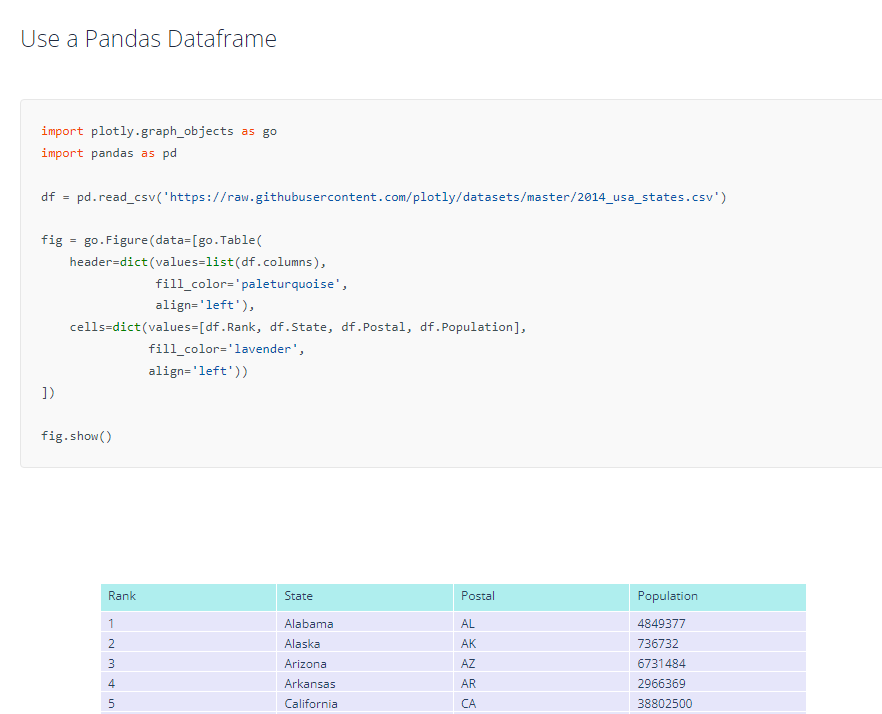 Use a Pandas Dataframe
import plotly.graph_objects as go
import pandas as pd
df = pd.read_csv('https://raw.githubusercontent.com/plotly/datasets/master/2014_usa_states.csv')
fig = go.Figure(data=[go.Table(
    header=dict(values=list(df.columns),
                fill_color='paleturquoise',
                align='left'),
    cells=dict(values=[df.Rank, df.State, df.Postal, df.Population],
               fill_color='lavender',
               align='left'))
])
fig.show()
Rank State Postal Population
1 Alabama AL 4849377
2 Alaska AK 736732
3 Arizona AZ 6731484
4 Arkansas AR 2966369
5 California CA 38802500